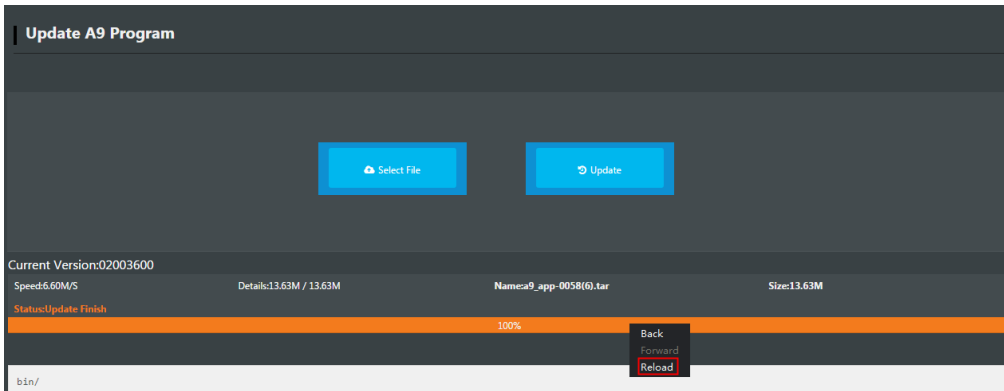 Update A9 Program
Select File
Update
Current Version:02003600
Speed:6.60M/S Details:13.63M / 13.63M Name:a9_app-0058(6).tar Size:13.63M
Status:Update Finish
100%
Back
Forward
Reload
bin/